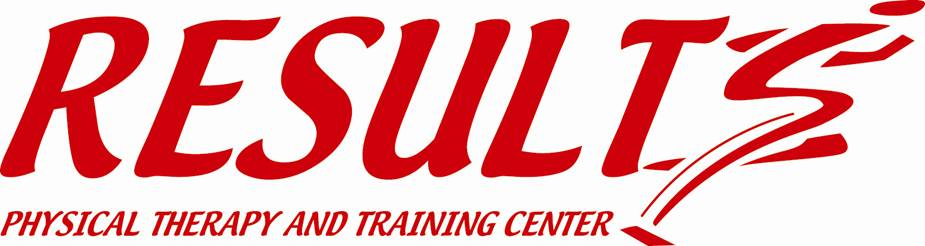 RESULTS
PHYSICAL THERAPY AND TRAINING CENTER